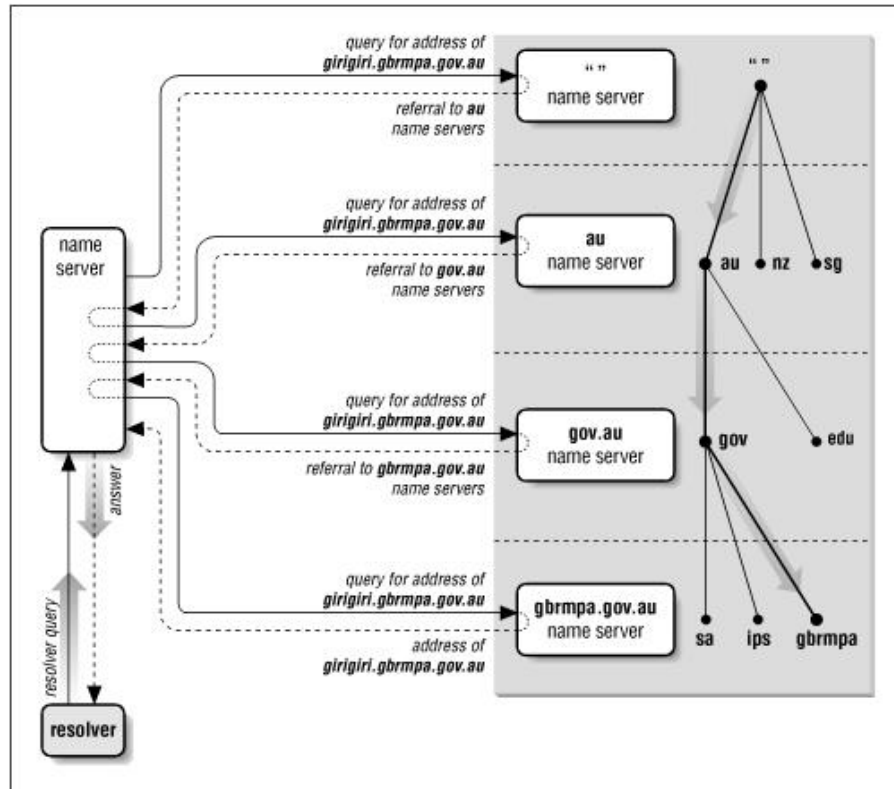 query for address of
girigiri.gbrmpa.gov.au
“ ”
name server
“ ”
referral to au
name servers
query for address of
girigiri.gbrmpa.gov.au
name
server
au
name server
au
nz
sg
referral to gov.au
name servers
query for address of
girigiri.gbrmpa.gov.au
gov.au
name server
gov
edu
referral to gbrmpa.gov.au
name servers
answer
resolver query
query for address of
girigiri.gbrmpa.gov.au
gbrmpa.gov.au
name server
sa
ips
gbrmpa
address of
girigiri.gbrmpa.gov.au
resolver